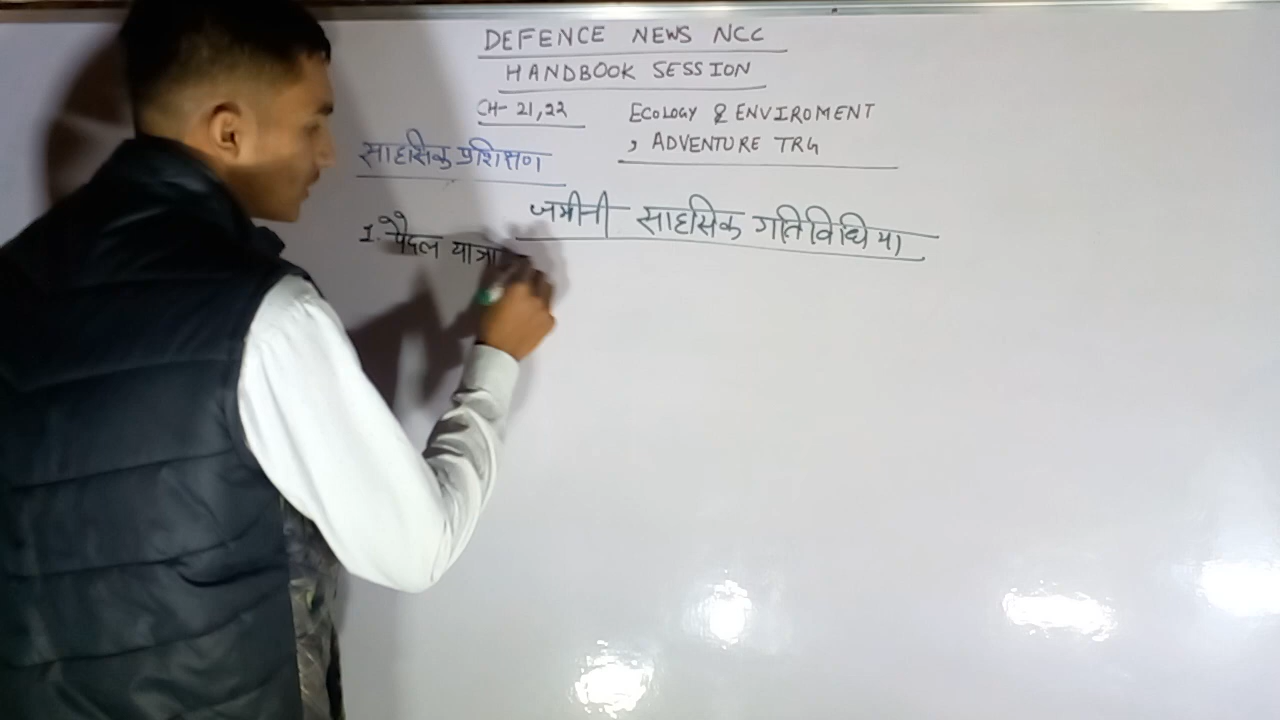 DEFENCE NEWS NCC
HANDBOOK SESSION
CH- 21,22 ECOLOGY & ENVIROMENT
, ADVENTURE TRG
साहसिक प्रशिक्षण
जमीनी साहसिक गतिविधिया
1. पैदल यात्रा